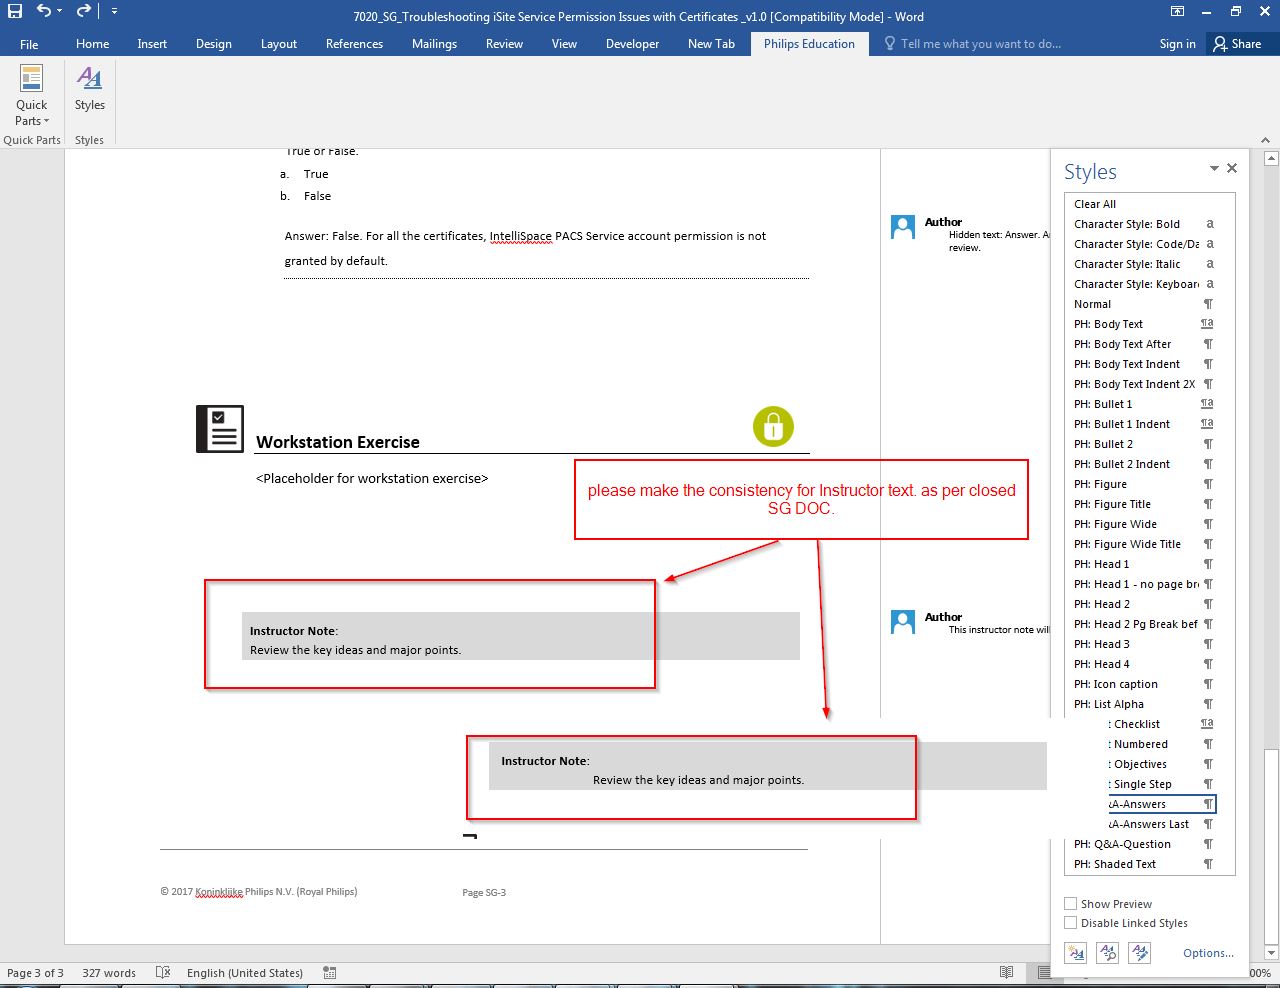 7020_SG_Troubleshooting iSite Service Permission Issues with Certificates _v1.0 [Compatibility Mode] - Word
File Home Insert Design Layout References Mailings Review View Developer New Tab Philips Education Tell me what you want to do... Sign in Share
Quick Parts
Styles
Quick Parts Styles
True or False.
a. True
b. False
Answer: False. For all the certificates, IntelliSpace PACS Service account permission is not
granted by default.
Author
Hidden text: Answer. A
review.
Workstation Exercise
<Placeholder for workstation exercise>
please make the consistency for Instructor text. as per closed
SG DOC.
Instructor Note:
Review the key ideas and major points.
Author
This instructor note will
Instructor Note:
Review the key ideas and major points.
© 2017 Koninklijke Philips N.V. (Royal Philips)
Page SG-3
Styles
Clear All
Character Style: Bold a
Character Style: Code/Da a
Character Style: Italic a
Character Style: Keyboar a
Normal ¶
PH: Body Text ¶a
PH: Body Text After ¶
PH: Body Text Indent ¶
PH: Body Text Indent 2X ¶
PH: Bullet 1 ¶a
PH: Bullet 1 Indent ¶a
PH: Bullet 2 ¶
PH: Bullet 2 Indent ¶
PH: Figure ¶
PH: Figure Title ¶
PH: Figure Wide ¶
PH: Figure Wide Title ¶
PH: Head 1 ¶
PH: Head 1 - no page br ¶
PH: Head 2 ¶
PH: Head 2 Pg Break bef ¶
PH: Head 3 ¶
PH: Head 4 ¶
PH: Icon caption ¶
PH: List Alpha ¶
t Checklist ¶a
t Numbered ¶
t Objectives ¶
t Single Step ¶
&A-Answers ¶
&A-Answers Last ¶
PH: Q&A-Question ¶
PH: Shaded Text ¶
Show Preview
Disable Linked Styles
Options...
Page 3 of 3 327 words English (United States) 00%